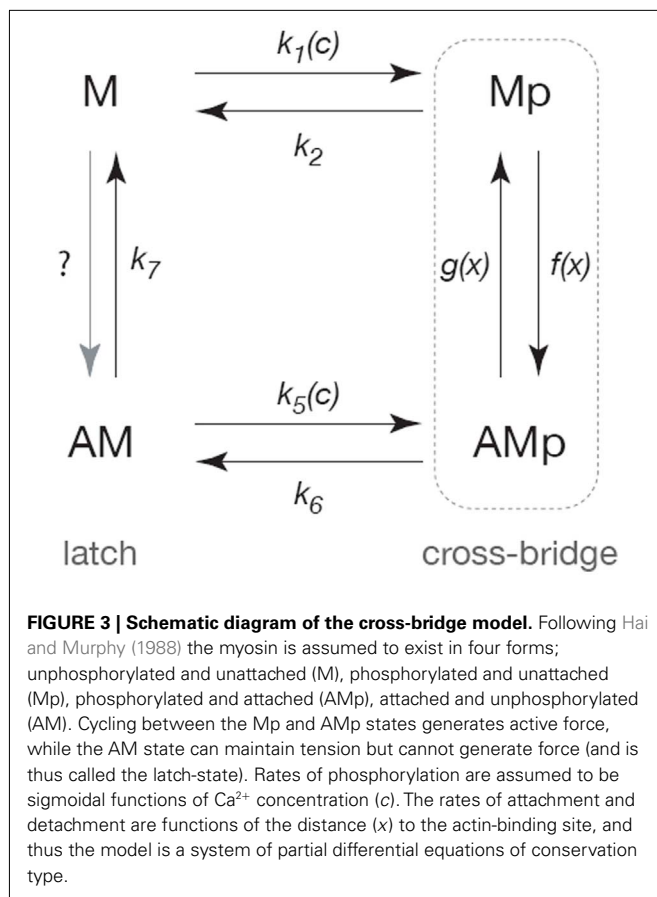 k₁(c)
M Mp
k₂
? k₇ g(x) f(x)
k₅(c)
AM AMp
k₆
latch cross-bridge
FIGURE 3 | Schematic diagram of the cross-bridge model. Following Hai
and Murphy (1988) the myosin is assumed to exist in four forms;
unphosphorylated and unattached (M), phosphorylated and unattached
(Mp), phosphorylated and attached (AMp), attached and unphosphorylated
(AM). Cycling between the Mp and AMp states generates active force,
while the AM state can maintain tension but cannot generate force (and is
thus called the latch-state). Rates of phosphorylation are assumed to be
sigmoidal functions of Ca²⁺ concentration (c). The rates of attachment and
detachment are functions of the distance (x) to the actin-binding site, and
thus the model is a system of partial differential equations of conservation
type.